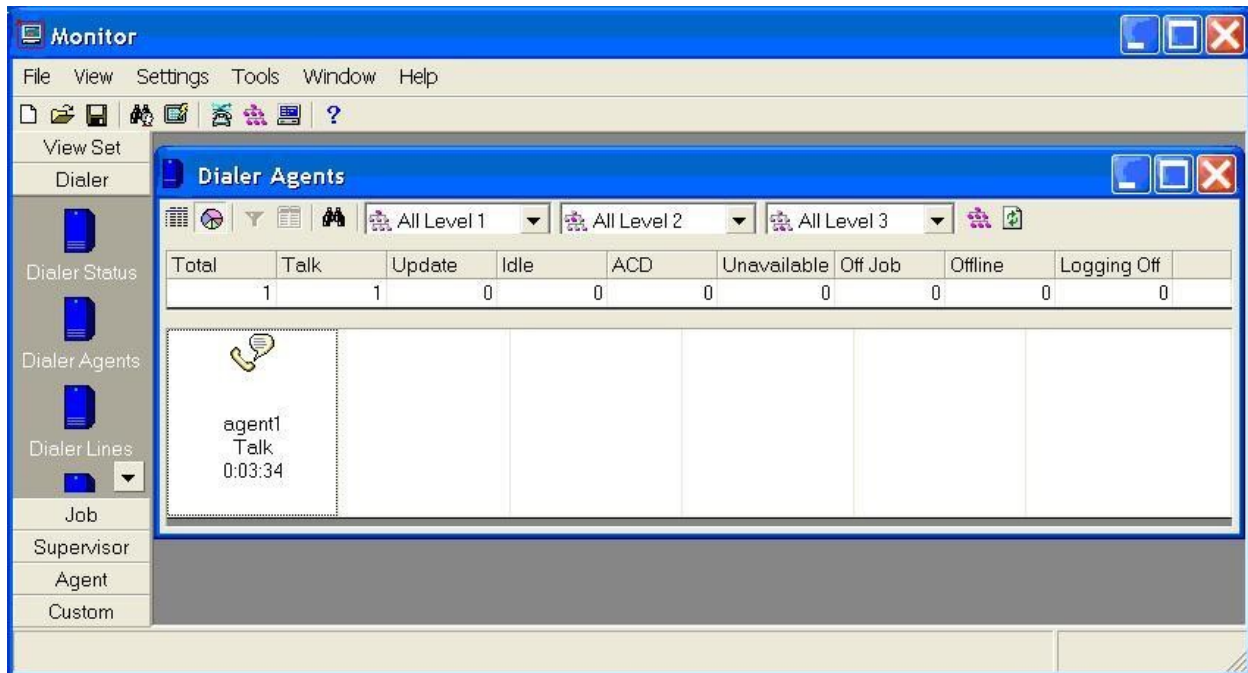 Monitor
File View Settings Tools Window Help
?
View Set
Dialer
Dialer Status
Dialer Agents
Dialer Lines
Job
Supervisor
Agent
Custom
Dialer Agents
All Level 1 All Level 2 All Level 3
Total Talk Update Idle ACD Unavailable Off Job Offline Logging Off
1 1 0 0 0 0 0 0 0
agent1
Talk
0:03:34